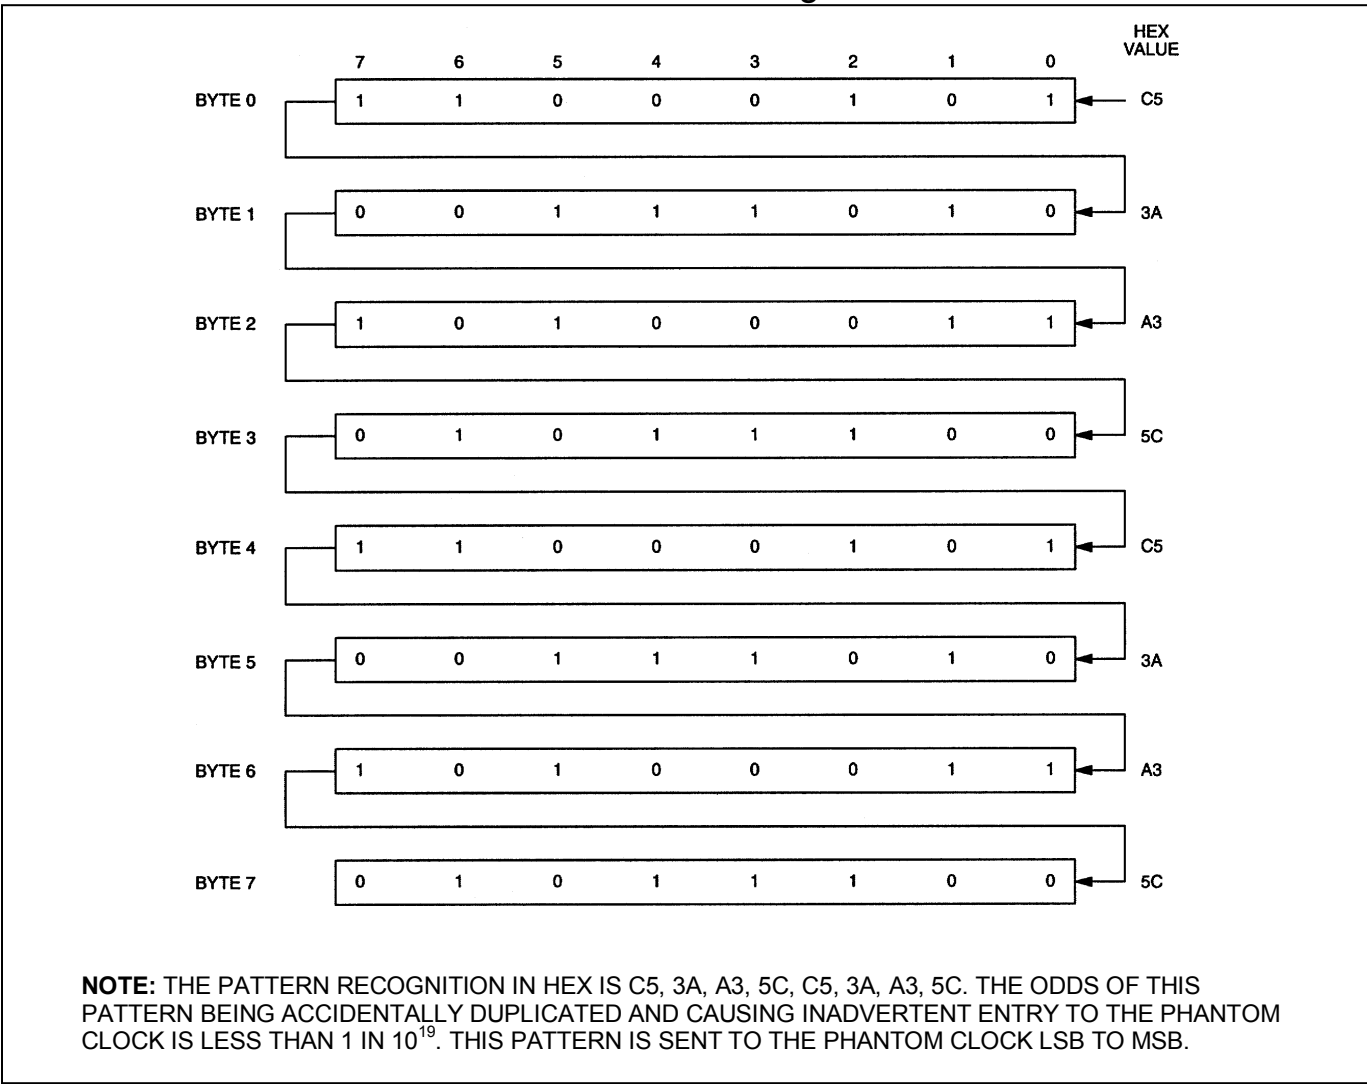 HEX
VALUE
7 6 5 4 3 2 1 0
BYTE 0 1 1 0 0 0 1 0 1 C5
BYTE 1 0 0 1 1 1 0 1 0 3A
BYTE 2 1 0 1 0 0 0 1 1 A3
BYTE 3 0 1 0 1 1 1 0 0 5C
BYTE 4 1 1 0 0 0 1 0 1 C5
BYTE 5 0 0 1 1 1 0 1 0 3A
BYTE 6 1 0 1 0 0 0 1 1 A3
BYTE 7 0 1 0 1 1 1 0 0 5C
NOTE: THE PATTERN RECOGNITION IN HEX IS C5, 3A, A3, 5C, C5, 3A, A3, 5C. THE ODDS OF THIS
PATTERN BEING ACCIDENTALLY DUPLICATED AND CAUSING INADVERTENT ENTRY TO THE PHANTOM
CLOCK IS LESS THAN 1 IN 10^19. THIS PATTERN IS SENT TO THE PHANTOM CLOCK LSB TO MSB.